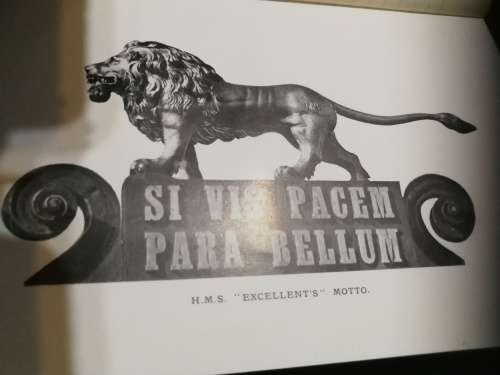 SI VIS PACEM
PARA BELLUM
H.M.S. "EXCELLENT'S" MOTTO.